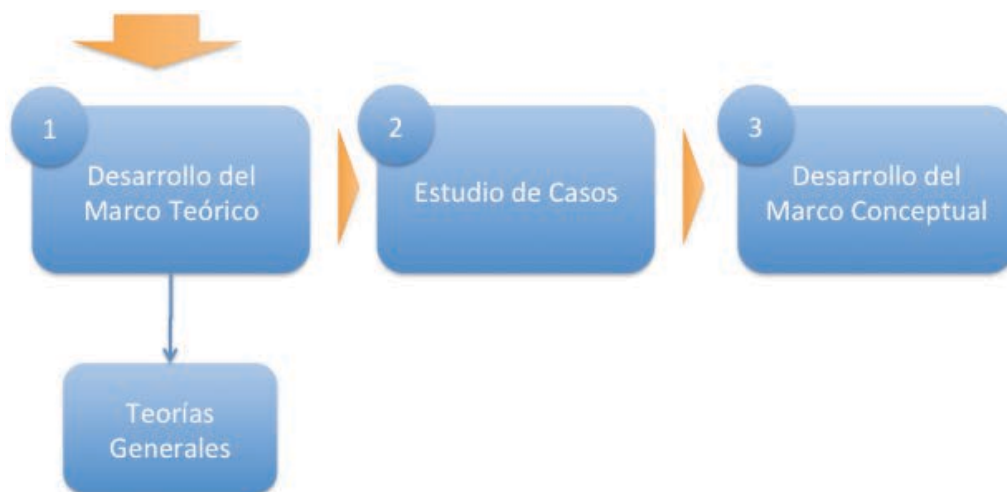 1
Desarrollo del
Marco Teórico
2
Estudio de Casos
3
Desarrollo del
Marco Conceptual
Teorías
Generales